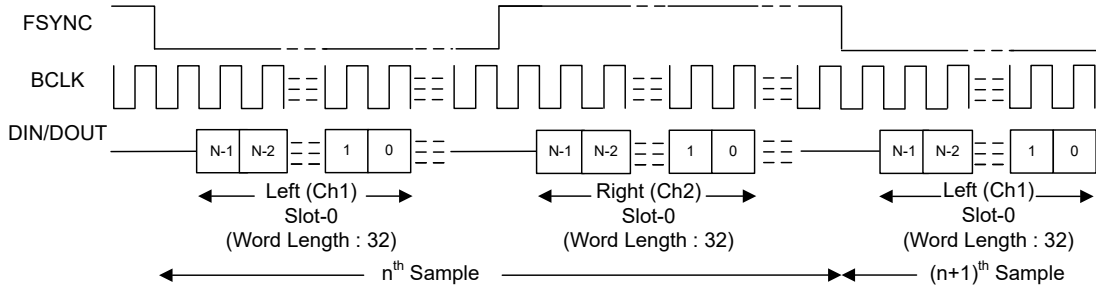 FSYNC
BCLK
DIN/DOUT
N-1 N-2 1 0 N-1 N-2 1 0 N-1 N-2 1 0
Left (Ch1) Right (Ch2) Left (Ch1)
Slot-0 Slot-0 Slot-0
(Word Length : 32) (Word Length : 32) (Word Length : 32)
nth Sample (n+1)th Sample